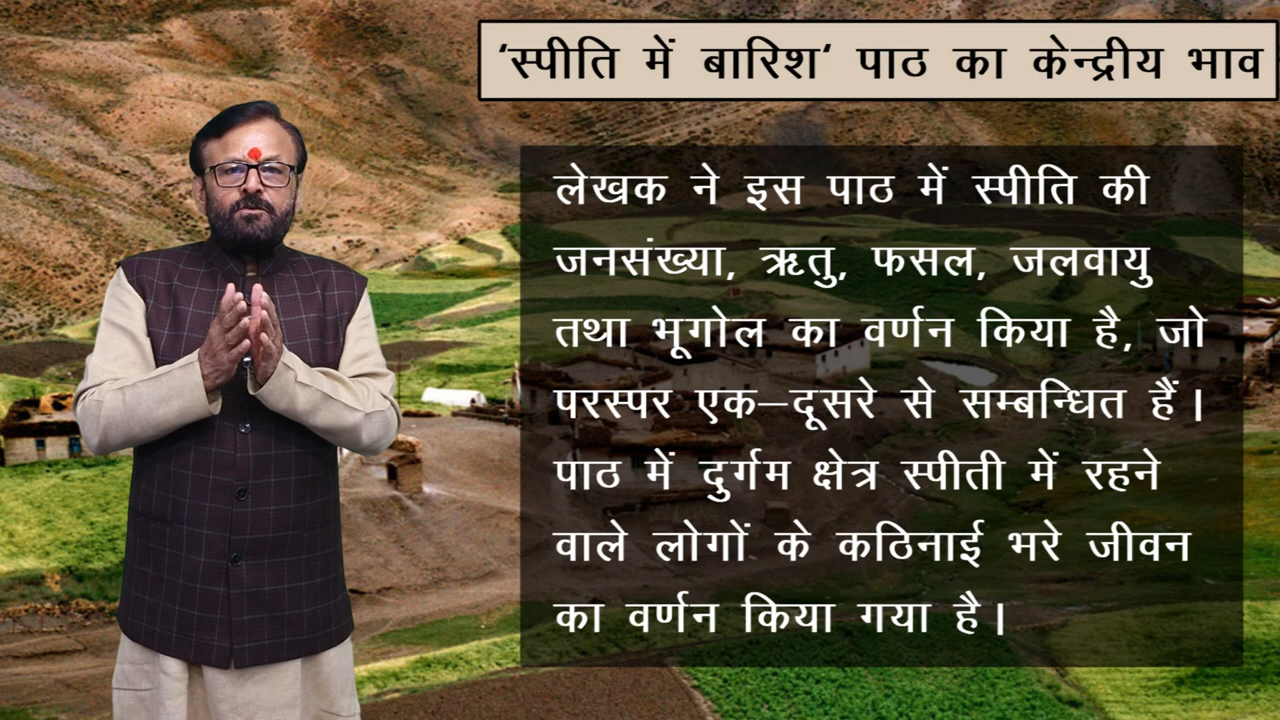 ‘स्पीति में बारिश‘ पाठ का केन्द्रीय भाव
लेखक ने इस पाठ में स्पीति की
जनसंख्या, ऋतु, फसल, जलवायु
तथा भूगोल का वर्णन किया है, जो
परस्पर एक–दूसरे से सम्बन्धित हैं।
पाठ में दुर्गम क्षेत्र स्पीती में रहने
वाले लोगों के कठिनाई भरे जीवन
का वर्णन किया गया है।